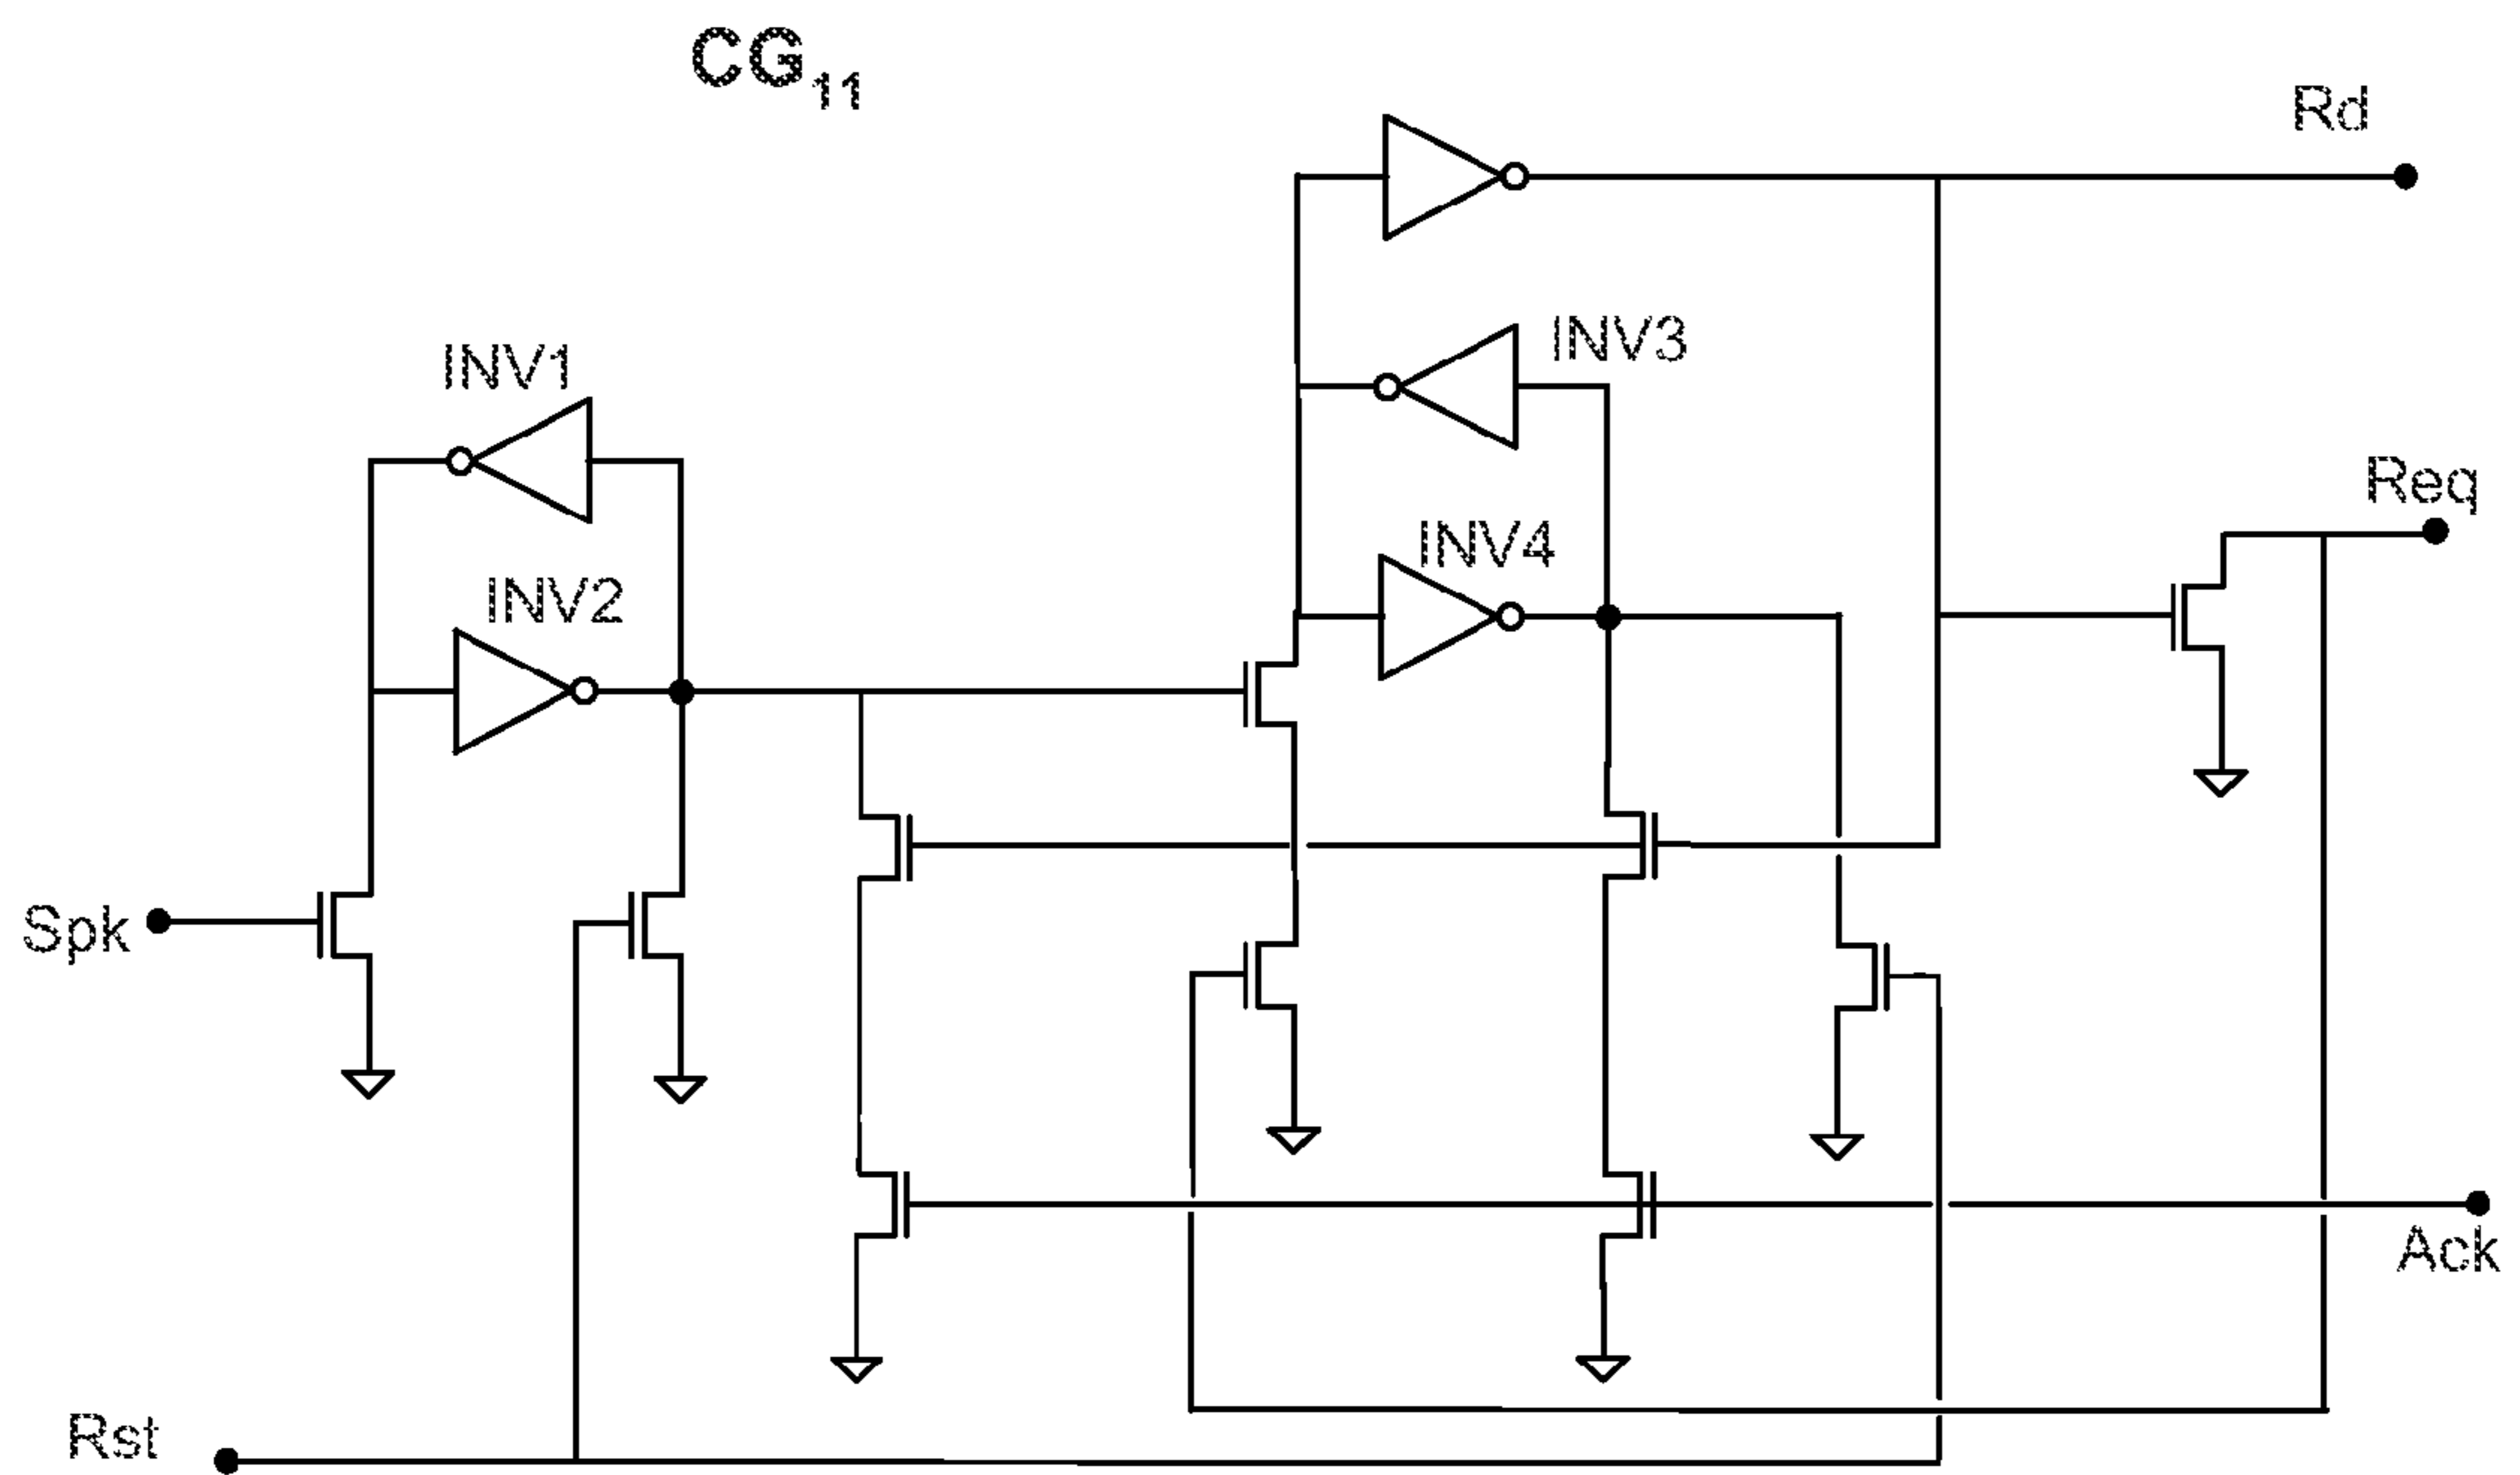 CG11
Rd
INV3
INV1
Req
INV4
INV2
Spk
Ack
Rst